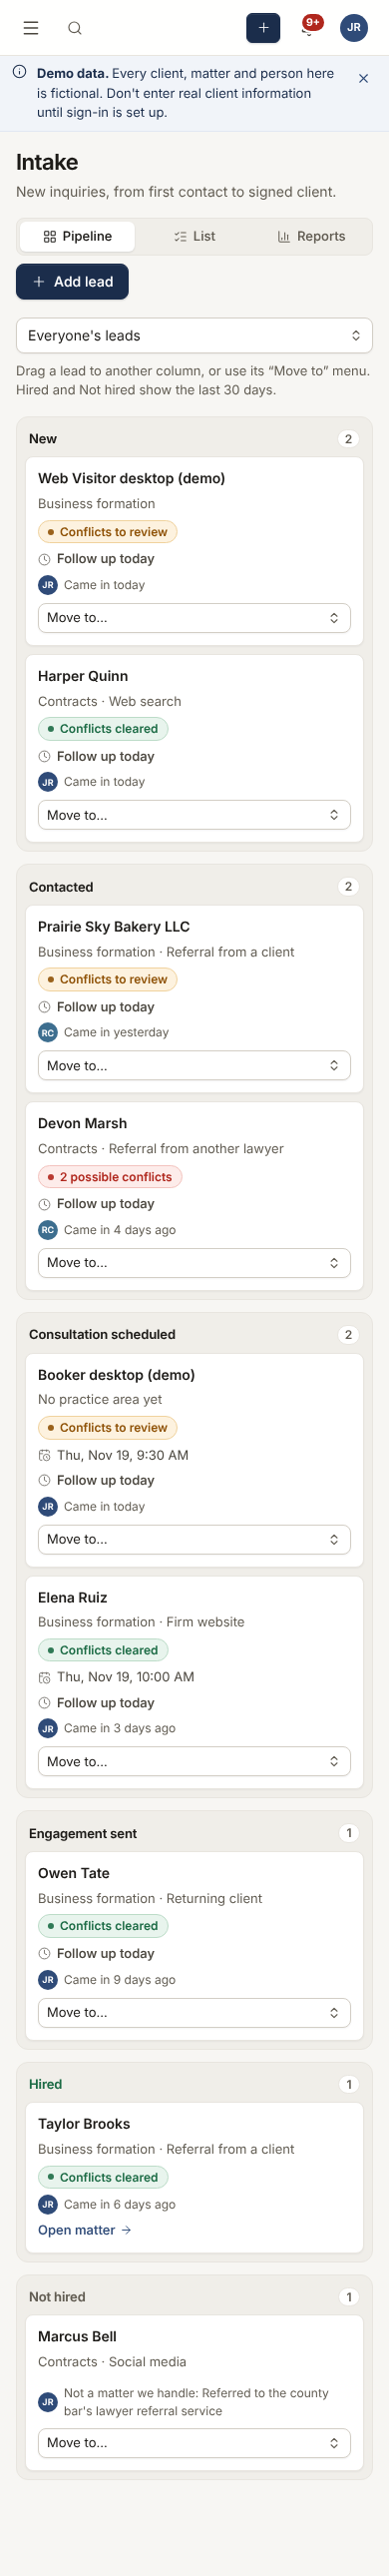 9+
JR
Demo data. Every client, matter and person here
is fictional. Don't enter real client information
until sign-in is set up.
Intake
New inquiries, from first contact to signed client.
Pipeline
List
Reports
Add lead
Everyone's leads
Drag a lead to another column, or use its “Move to” menu.
Hired and Not hired show the last 30 days.
New
2
Web Visitor desktop (demo)
Business formation
Conflicts to review
Follow up today
JR Came in today
Move to...
Harper Quinn
Contracts · Web search
Conflicts cleared
Follow up today
JR Came in today
Move to...
Contacted
2
Prairie Sky Bakery LLC
Business formation · Referral from a client
Conflicts to review
Follow up today
RC Came in yesterday
Move to...
Devon Marsh
Contracts · Referral from another lawyer
2 possible conflicts
Follow up today
RC Came in 4 days ago
Move to...
Consultation scheduled
2
Booker desktop (demo)
No practice area yet
Conflicts to review
Thu, Nov 19, 9:30 AM
Follow up today
JR Came in today
Move to...
Elena Ruiz
Business formation · Firm website
Conflicts cleared
Thu, Nov 19, 10:00 AM
Follow up today
JR Came in 3 days ago
Move to...
Engagement sent
1
Owen Tate
Business formation · Returning client
Conflicts cleared
Follow up today
JR Came in 9 days ago
Move to...
Hired
1
Taylor Brooks
Business formation · Referral from a client
Conflicts cleared
JR Came in 6 days ago
Open matter →
Not hired
1
Marcus Bell
Contracts · Social media
JR Not a matter we handle: Referred to the county
bar's lawyer referral service
Move to...